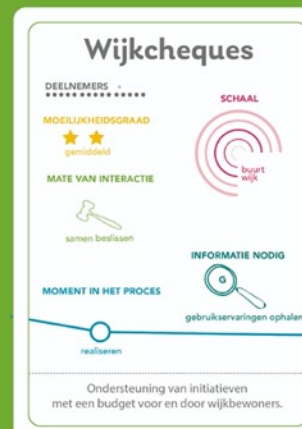 Wijkcheques
DEELNEMERS -
MOEILIJKHEIDSGRAAD
gemiddeld
MATE VAN INTERACTIE
samen beslissen
MOMENT IN HET PROCES
realiseren
SCHAAL
buurt
wijk
INFORMATIE NODIG
G
gebruikservaringen ophalen
Ondersteuning van initiatieven
met een budget voor en door wijkbewoners.